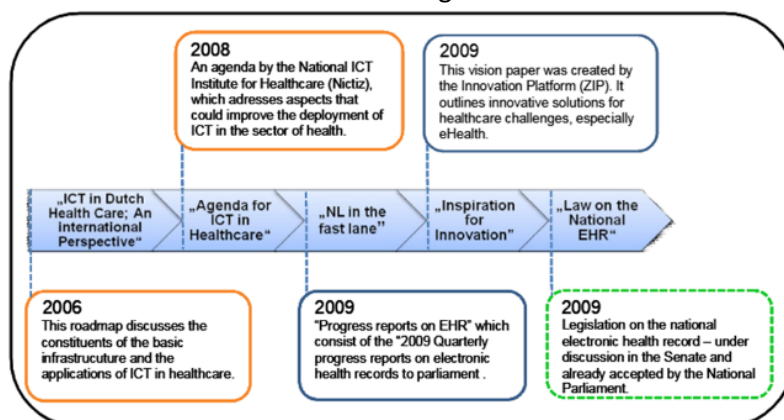 2008
An agenda by the National ICT
Institute for Healthcare (Nictiz),
which adresses aspects that
could improve the deployment of
ICT in the sector of health.
2009
This vision paper was created by
the Innovation Platform (ZIP). It
outlines innovative solutions for
healthcare challenges, especially
eHealth.
„ICT in Dutch
Health Care; An
International
Perspective“
„Agenda for
ICT in
Healthcare“
„NL in the
fast lane”
„Inspiration
for
Innovation”
„Law on the
National
EHR“
2006
This roadmap discusses the
constituents of the basic
infrastrucuture and the
applications of ICT in healthcare.
2009
“Progress reports on EHR” which
consist of the “2009 Quarterly
progress reports on electronic
health records to parliament .
2009
Legislation on the national
electronic health record – under
discussion in the Senate and
already accepted by the National
Parliament.